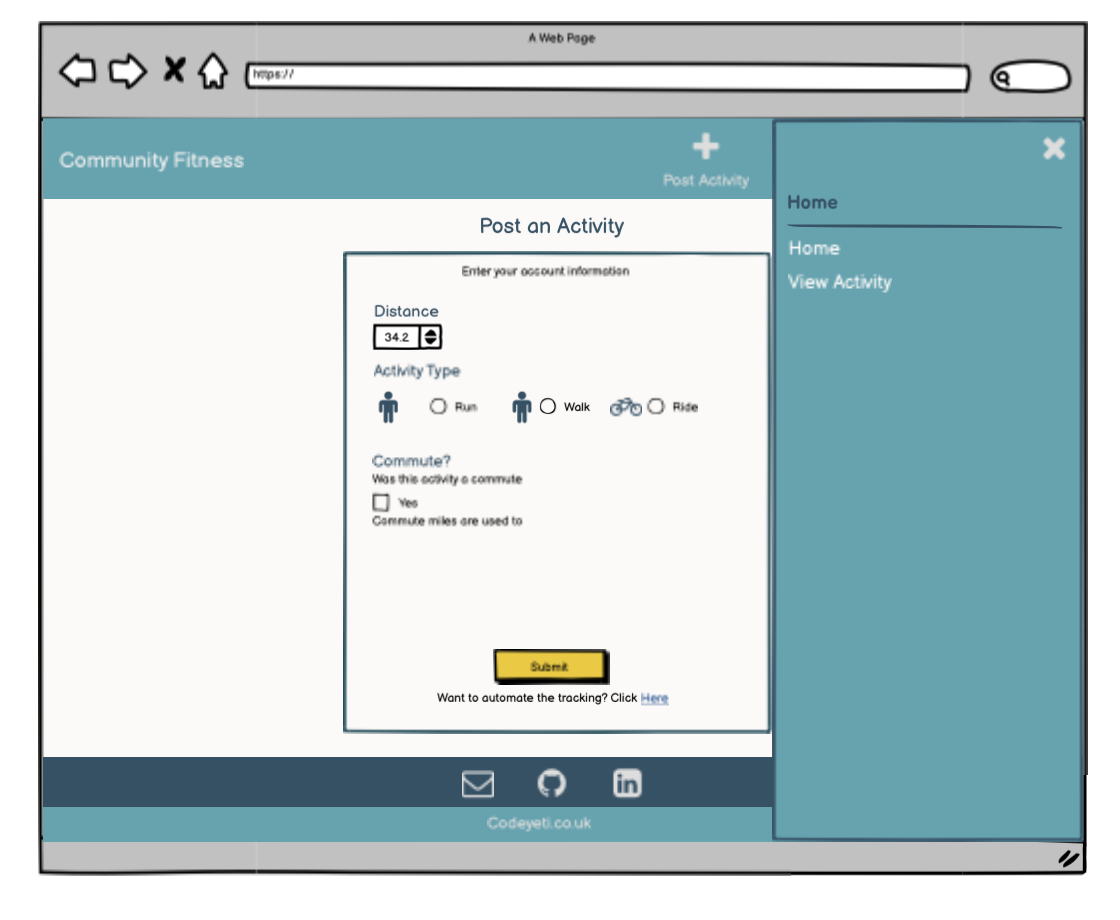 A Web Page
https://
Community Fitness
Post Activity
Home
Home
View Activity
Post an Activity
Enter your account information
Distance
34.2
Activity Type
Run
Walk
Ride
Commute?
Was this activity a commute
Yes
Commute miles are used to
Submit
Want to automate the tracking? Click Here
in
Codeyeti.co.uk